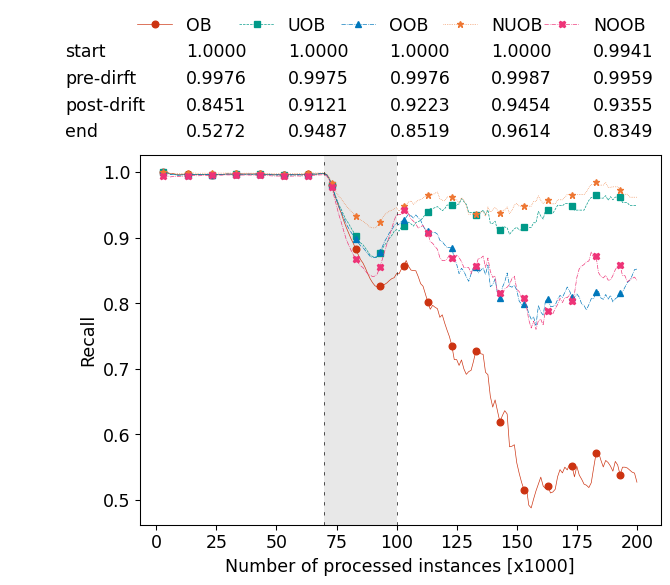 OB UOB OOB NUOB NOOB
start 1.0000 1.0000 1.0000 1.0000 0.9941
pre-dirft 0.9976 0.9975 0.9976 0.9987 0.9959
post-drift 0.8451 0.9121 0.9223 0.9454 0.9355
end 0.5272 0.9487 0.8519 0.9614 0.8349
1.0
0.9
0.8
0.7
0.6
0.5
Recall
0 25 50 75 100 125 150 175 200
Number of processed instances [x1000]